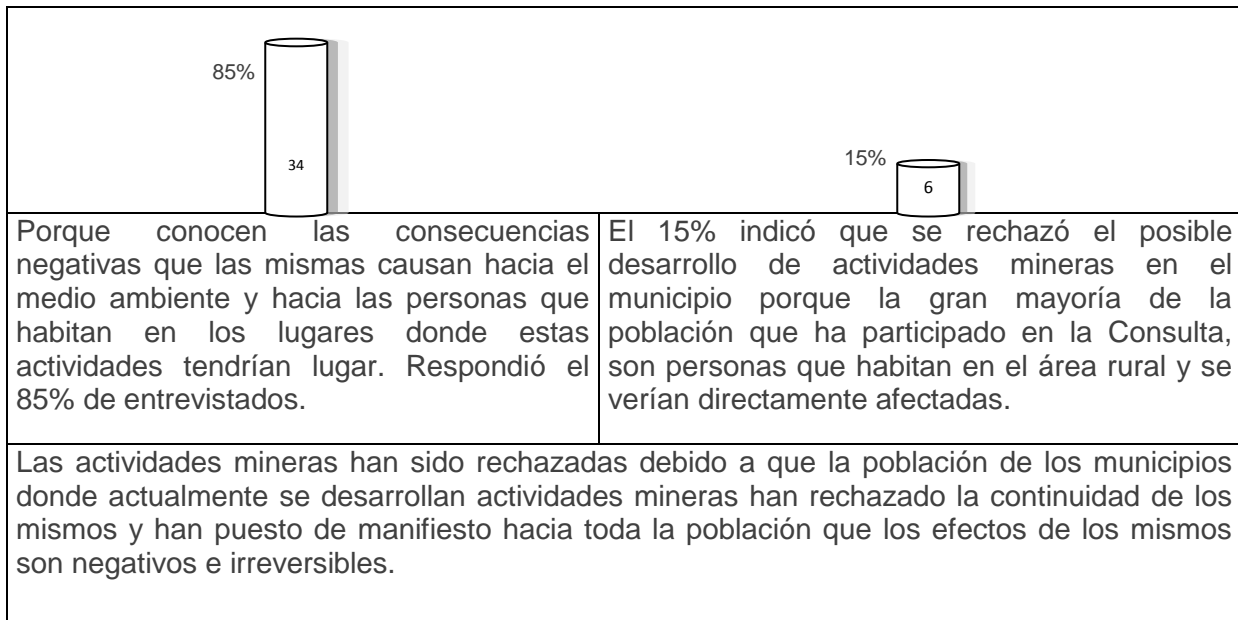 85%
34
15%
6
Porque conocen las consecuencias
negativas que las mismas causan hacia el
medio ambiente y hacia las personas que
habitan en los lugares donde estas
actividades tendrían lugar. Respondió el
85% de entrevistados.
El 15% indicó que se rechazó el posible
desarrollo de actividades mineras en el
municipio porque la gran mayoría de la
población que ha participado en la Consulta,
son personas que habitan en el área rural y se
verían directamente afectadas.
Las actividades mineras han sido rechazadas debido a que la población de los municipios
donde actualmente se desarrollan actividades mineras han rechazado la continuidad de los
mismos y han puesto de manifiesto hacia toda la población que los efectos de los mismos
son negativos e irreversibles.